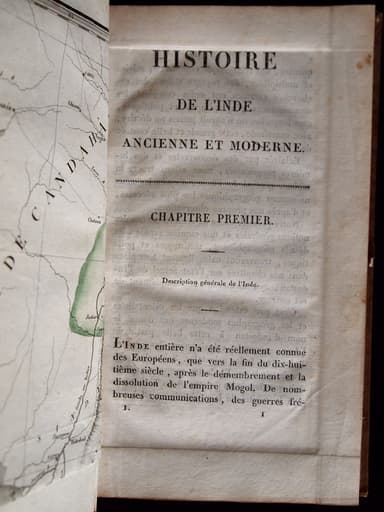 DE CANDAHA
HISTOIRE
DE L'INDE
ANCIENNE ET MODERNE.
CHAPITRE PREMIER.
Description générale de l'Inde.
L'INDE entière n'a été réellement connue
des Européens, que vers la fin du dix-hui-
tième siècle, après le démembrement et la
dissolution de l'empire Mogol. De nom-
breuses communications, des guerres fré-
1. 1